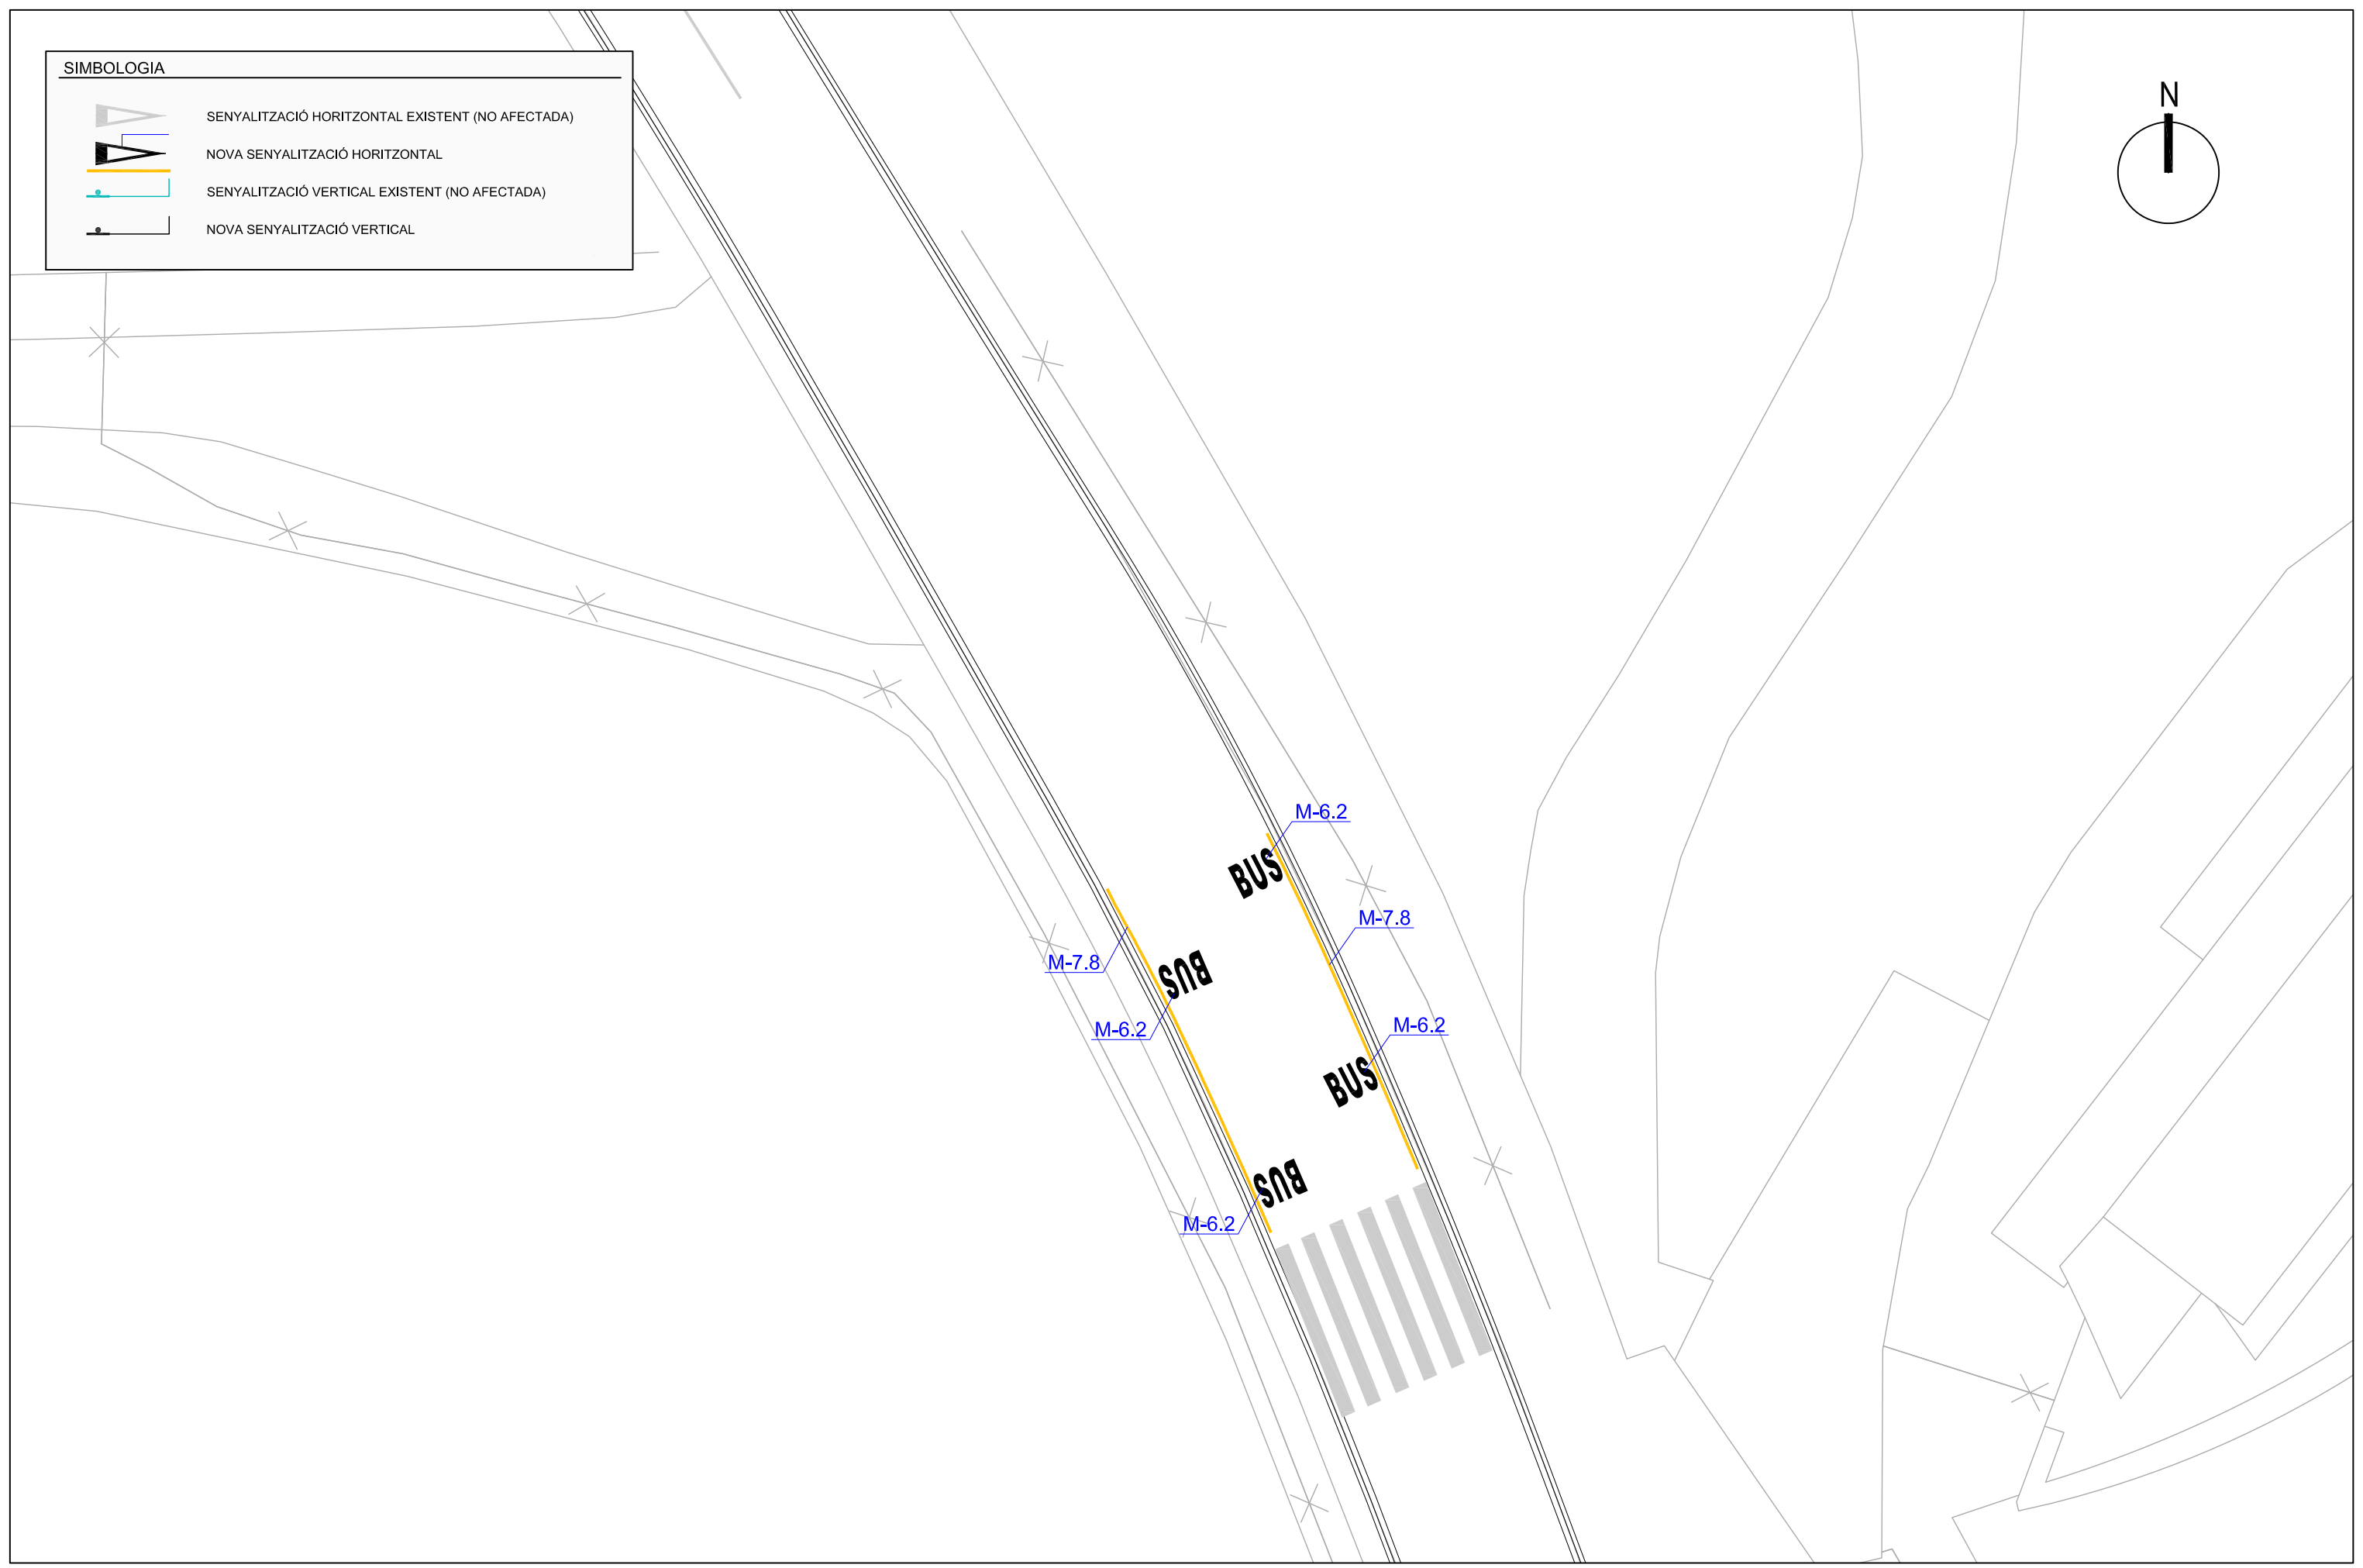 SIMBOLOGIA
SENYALITZACIÓ HORITZONTAL EXISTENT (NO AFECTADA)
NOVA SENYALITZACIÓ HORITZONTAL
SENYALITZACIÓ VERTICAL EXISTENT (NO AFECTADA)
NOVA SENYALITZACIÓ VERTICAL
N
M-6.2
BUS
M-7.8
M-7.8
BUS
M-6.2
M-6.2
BUS
BUS
M-6.2